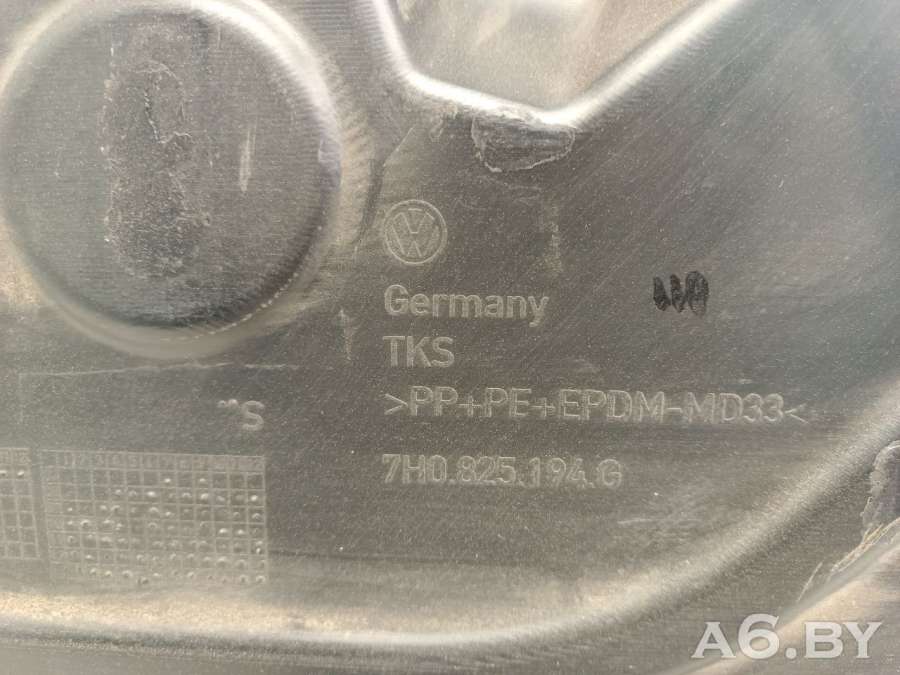 Germany
TKS
>PP+PE+EPDM-MD33<
7H0.825.194.G
S
A6.BY